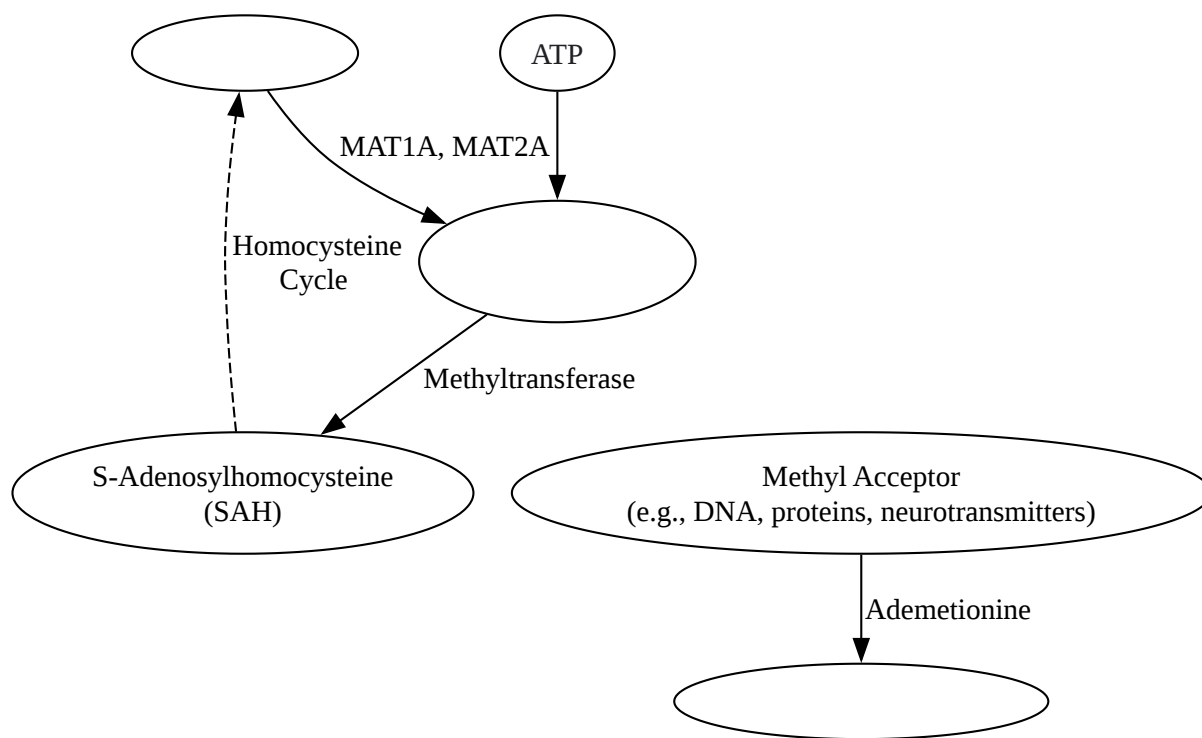 ATP
MAT1A, MAT2A
Homocysteine
Cycle
Methyltransferase
S-Adenosylhomocysteine
(SAH)
Methyl Acceptor
(e.g., DNA, proteins, neurotransmitters)
Ademetionine